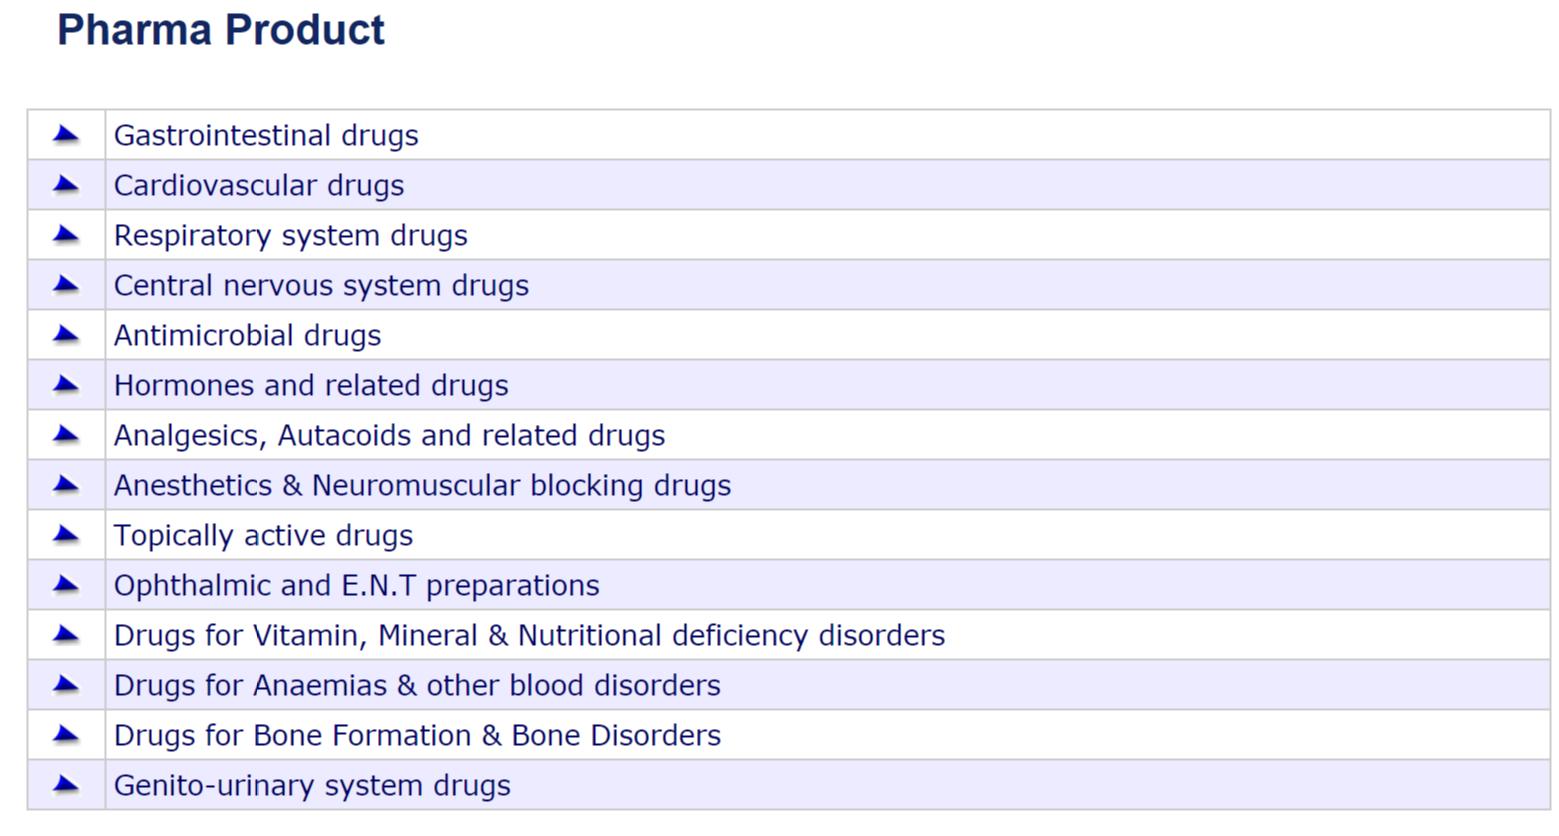 Pharma Product
Gastrointestinal drugs
Cardiovascular drugs
Respiratory system drugs
Central nervous system drugs
Antimicrobial drugs
Hormones and related drugs
Analgesics, Autacoids and related drugs
Anesthetics & Neuromuscular blocking drugs
Topically active drugs
Ophthalmic and E.N.T preparations
Drugs for Vitamin, Mineral & Nutritional deficiency disorders
Drugs for Anaemias & other blood disorders
Drugs for Bone Formation & Bone Disorders
Genito-urinary system drugs